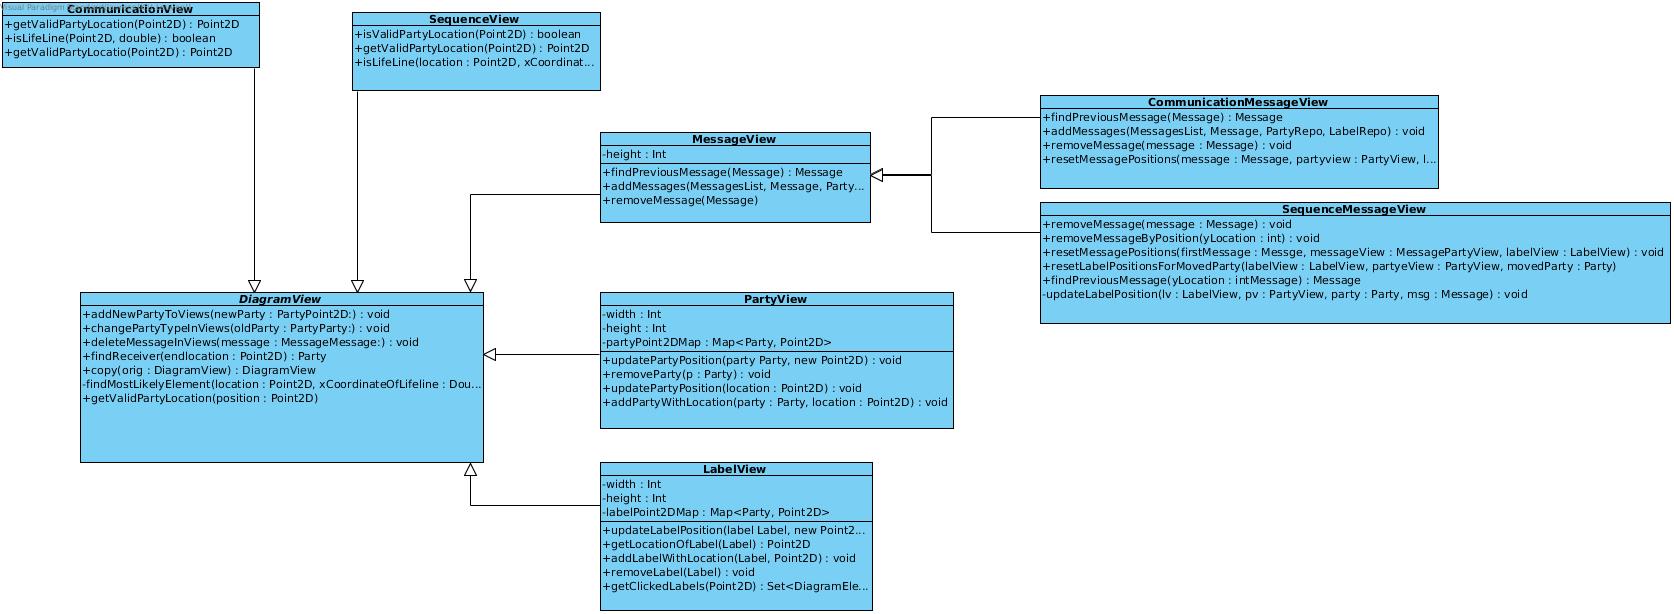 CommunicationView
+getValidPartyLocation(Point2D) : Point2D
+isLifeLine(Point2D, double) : boolean
+getValidPartyLocatio(Point2D) : Point2D
SequenceView
+isValidPartyLocation(Point2D) : boolean
+getValidPartyLocation(Point2D) : Point2D
+isLifeLine(location : Point2D, xCoordinat...
MessageView
-height : Int
+findPreviousMessage(Message) : Message
+addMessages(MessagesList, Message, Party...
+removeMessage(Message)
CommunicationMessageView
+findPreviousMessage(Message) : Message
+addMessages(MessagesList, Message, PartyRepo, LabelRepo) : void
+removeMessage(message : Message) : void
+resetMessagePositions(message : Message, partyview : PartyView, l...
SequenceMessageView
+removeMessage(message : Message) : void
+removeMessageByPosition(yLocation : int) : void
+resetMessagePositions(firstMessage : Messge, messageView : MessagePartyView, labelView : LabelView) : void
+resetLabelPositionsForMovedParty(labelView : LabelView, partyeView : PartyView, movedParty : Party)
+findPreviousMessage(yLocation : intMessage) : Message
-updateLabelPosition(lv : LabelView, pv : PartyView, party : Party, msg : Message) : void
DiagramView
+addNewPartyToViews(newParty : PartyPoint2D:) : void
+changePartyTypeInViews(oldParty : PartyParty:) : void
+deleteMessageInViews(message : MessageMessage:) : void
+findReceiver(endlocation : Point2D) : Party
+copy(orig : DiagramView) : DiagramView
-findMostLikelyElement(location : Point2D, xCoordinateOfLifeline : Dou...
+getValidPartyLocation(position : Point2D)
PartyView
-width : Int
-height : Int
-partyPoint2DMap : Map<Party, Point2D>
+updatePartyPosition(party Party, new Point2D) : void
+removeParty(p : Party) : void
+updatePartyPosition(location : Point2D) : void
+addPartyWithLocation(party : Party, location : Point2D) : void
LabelView
-width : Int
-height : Int
-labelPoint2DMap : Map<Party, Point2D>
+updateLabelPosition(label Label, new Point2...
+getLocationOfLabel(Label) : Point2D
+addLabelWithLocation(Label, Point2D) : void
+removeLabel(Label) : void
+getClickedLabels(Point2D) : Set<DiagramEle...